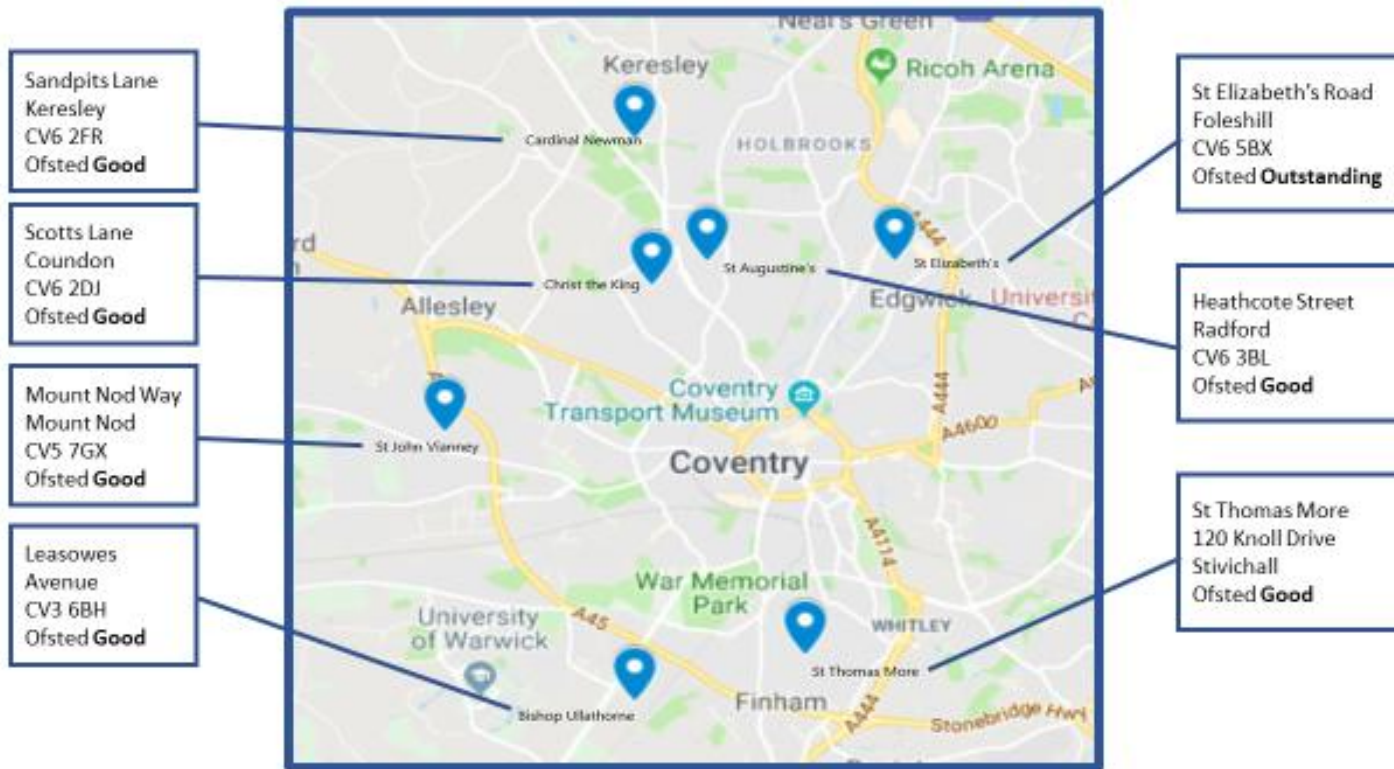 Sandpits Lane
Keresley
CV6 2FR
Ofsted Good
Scotts Lane
Coundon
CV6 2DJ
Ofsted Good
Mount Nod Way
Mount Nod
CV5 7GX
Ofsted Good
Leasowes
Avenue
CV3 6BH
Ofsted Good
Neal's Green
Keresley
Ricoh Arena
Cardinal Newman
HOLBROOKS
A444
St Augustine's
St Elizabeth's
Christ the King
Edgwick
Allesley
Coventry
Transport Museum
A444
A4600
St John Vianney
Coventry
A4114
War Memorial
Park
University
of Warwick
A45
WHITLEY
St Thomas More
Bishop Ullathorne
Finham
A444
Stonebridge Hwy
St Elizabeth's Road
Foleshill
CV6 5BX
Ofsted Outstanding
Heathcote Street
Radford
CV6 3BL
Ofsted Good
St Thomas More
120 Knoll Drive
Stivichall
Ofsted Good